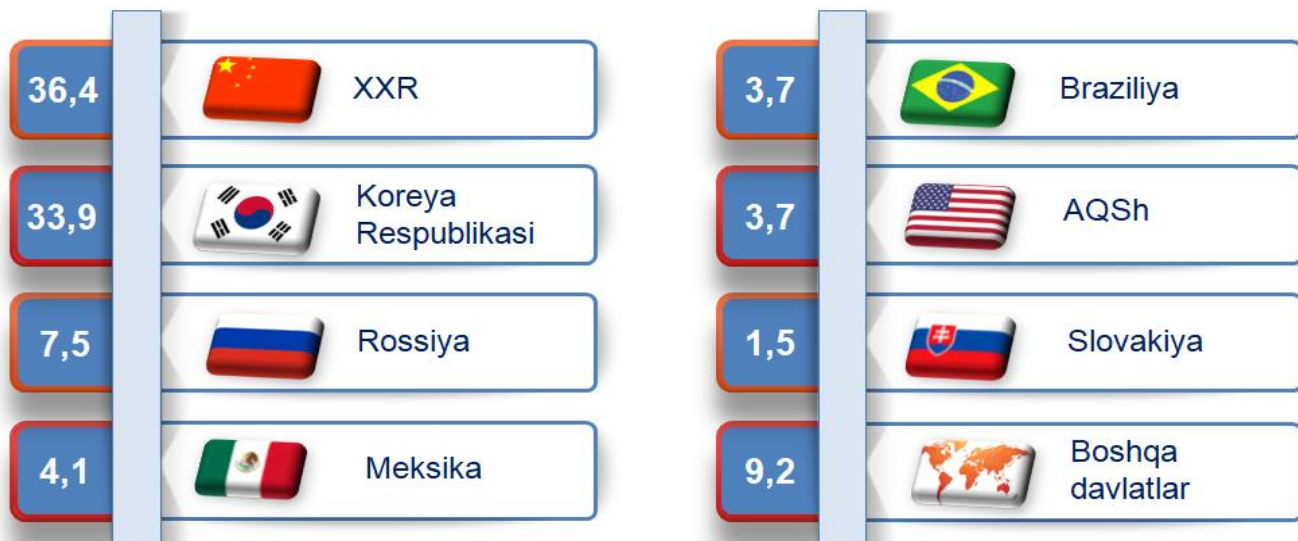 36,4 XXR
33,9 Koreya
Respublikasi
7,5 Rossiya
4,1 Meksika
3,7 Braziliya
3,7 AQSh
1,5 Slovakiya
9,2 Boshqa
davlatlar